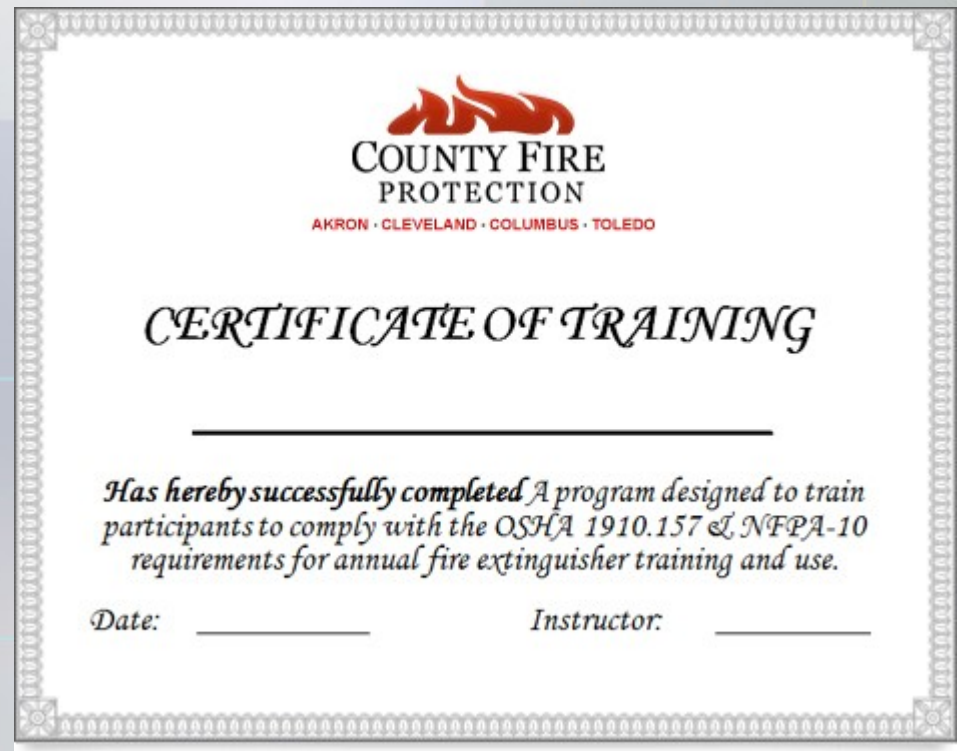 COUNTY FIRE
PROTECTION
AKRON · CLEVELAND · COLUMBUS · TOLEDO
CERTIFICATE OF TRAINING
Has hereby successfully completed A program designed to train
participants to comply with the OSHA 1910.157 & NFPA-10
requirements for annual fire extinguisher training and use.
Date: Instructor: